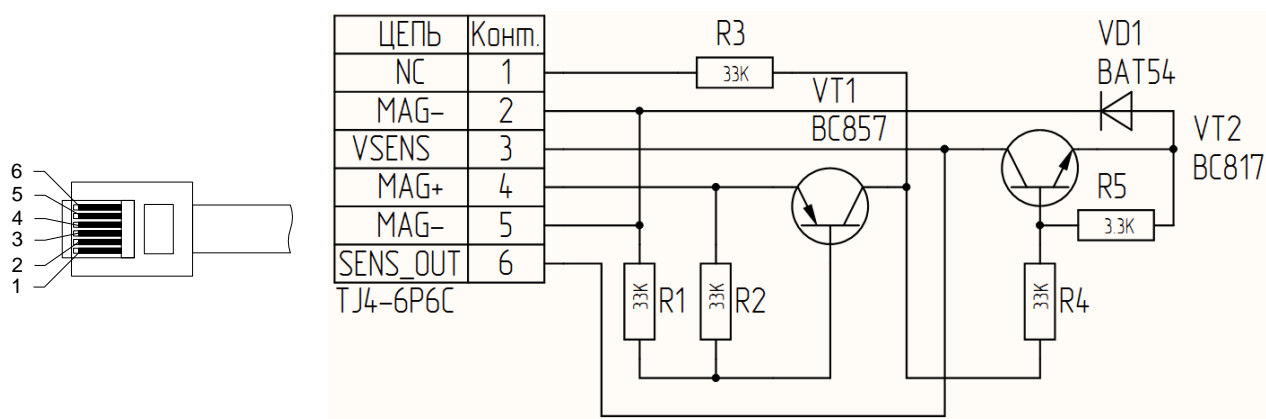 6
5
4
3
2
1
ЦЕПЬ Конт.
NC 1
MAG- 2
VSENS 3
MAG+ 4
MAG- 5
SENS_OUT 6
TJ4-6P6C
R3
33K
VT1
BC857
VD1
BAT54
VT2
BC817
R5
3.3K
33K R1
33K R2
33K R4